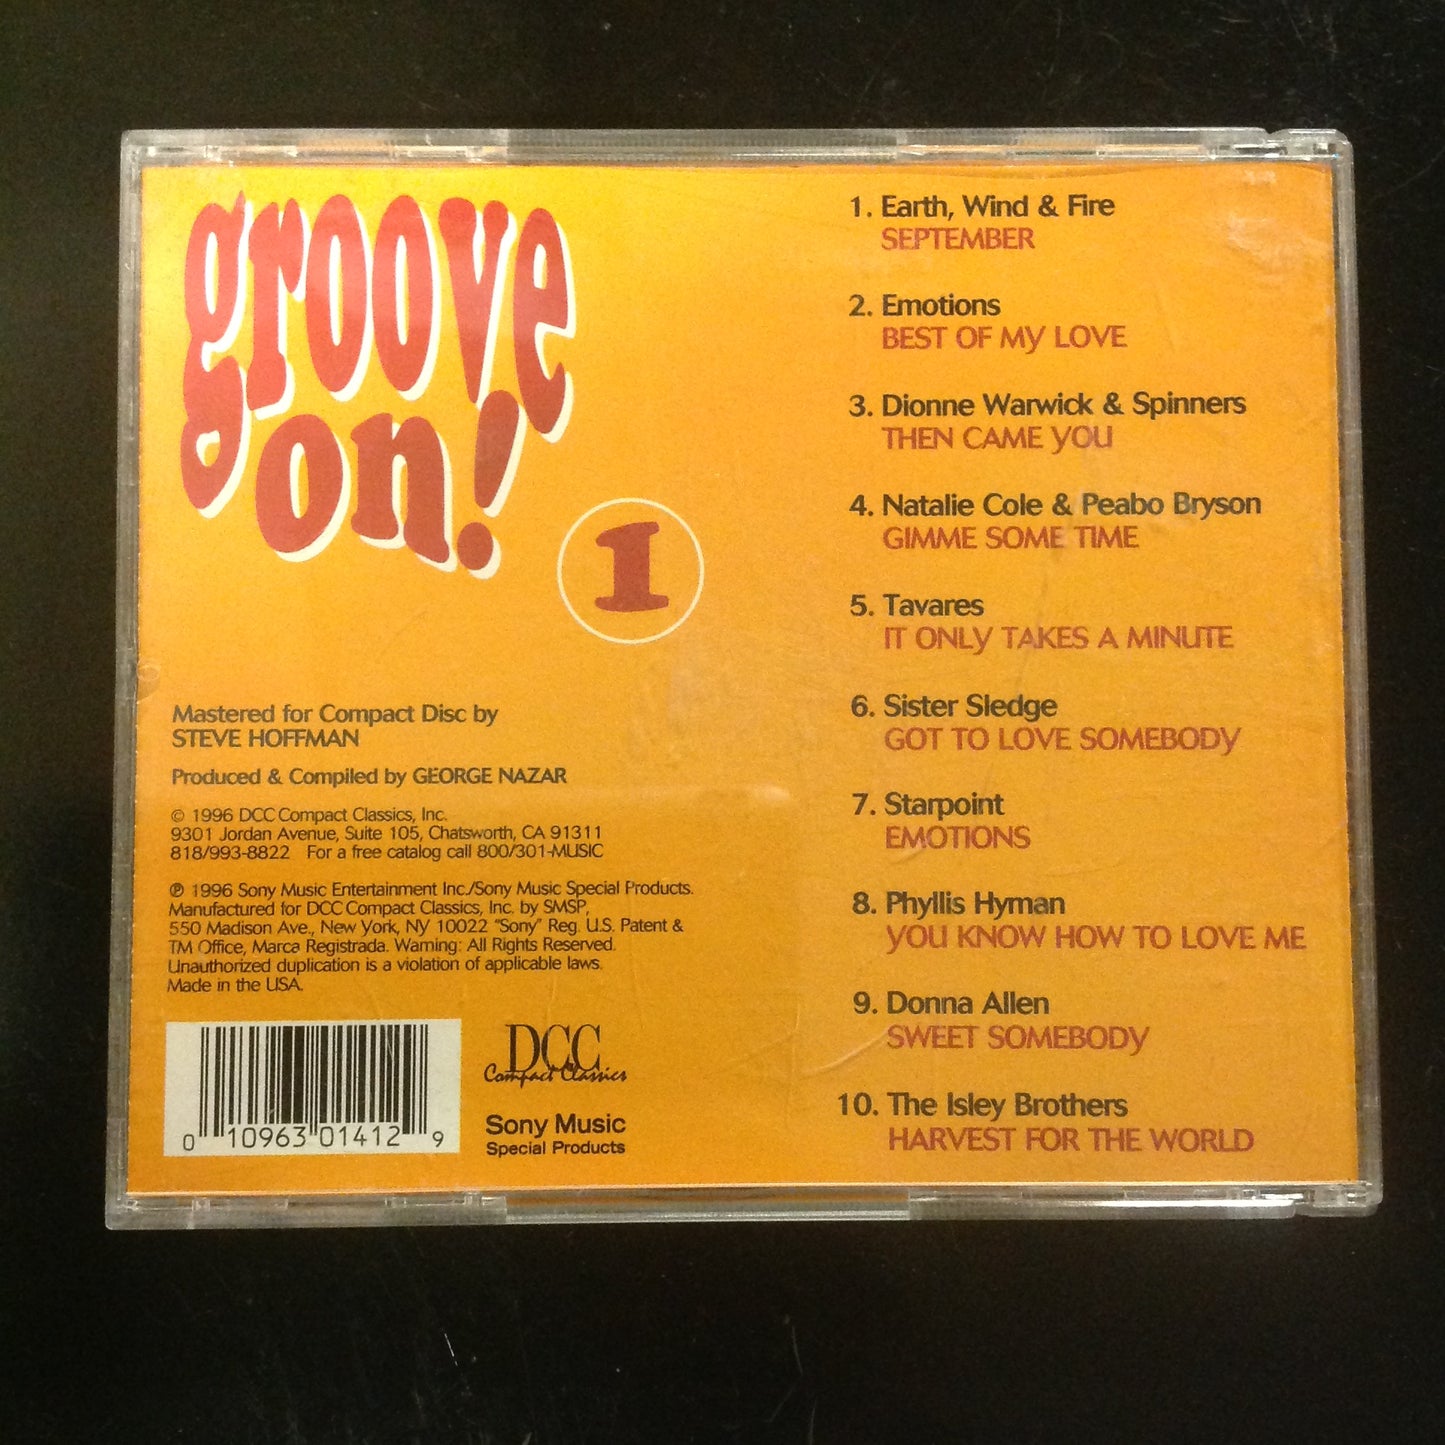 groove
on!
1
1. Earth, Wind & Fire
SEPTEMBER
2. Emotions
BEST OF My LOVE
3. Dionne Warwick & Spinners
THEN CAME yOU
4. Natalie Cole & Peabo Bryson
GIMME SOME TIME
5. Tavares
IT ONLy TAKES A MINUTE
6. Sister Sledge
GOT TO LOVE SOMEBODy
7. Starpoint
EMOTIONS
8. Phyllis Hyman
yOU KNOW HOW TO LOVE ME
9. Donna Allen
SWEET SOMEBODy
10. The Isley Brothers
HARVEST FOR THE WORLD
Mastered for Compact Disc by
STEVE HOFFMAN
Produced & Compiled by GEORGE NAZAR
© 1996 DCC Compact Classics, Inc.
9301 Jordan Avenue, Suite 105, Chatsworth, CA 91311
818/993-8822 For a free catalog call 800/301-MUSIC
℗ 1996 Sony Music Entertainment Inc./Sony Music Special Products.
Manufactured for DCC Compact Classics, Inc. by SMSP,
550 Madison Ave., New York, Ny 10022 "Sony" Reg. U.S. Patent &
TM Office, Marca Registrada. Warning: All Rights Reserved.
Unauthorized duplication is a violation of applicable laws.
Made in the USA.
0 10963 01412 9
DCC
Compact Classics
Sony Music
Special Products